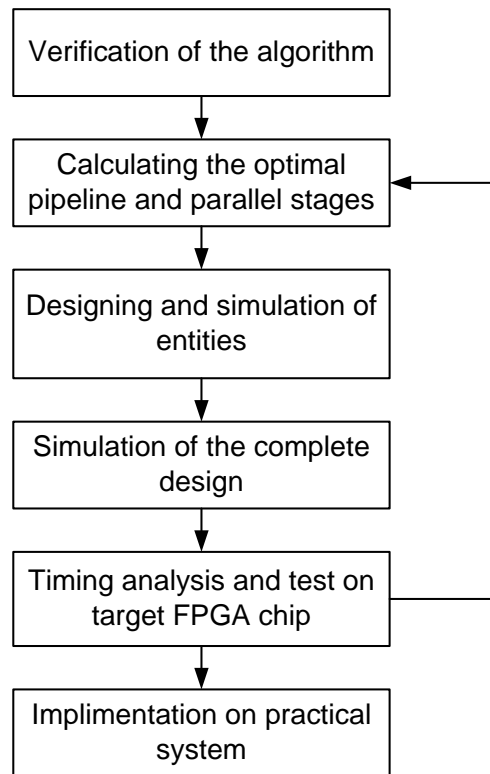 Verification of the algorithm
Calculating the optimal
pipeline and parallel stages
Designing and simulation of
entities
Simulation of the complete
design
Timing analysis and test on
target FPGA chip
Implimentation on practical
system